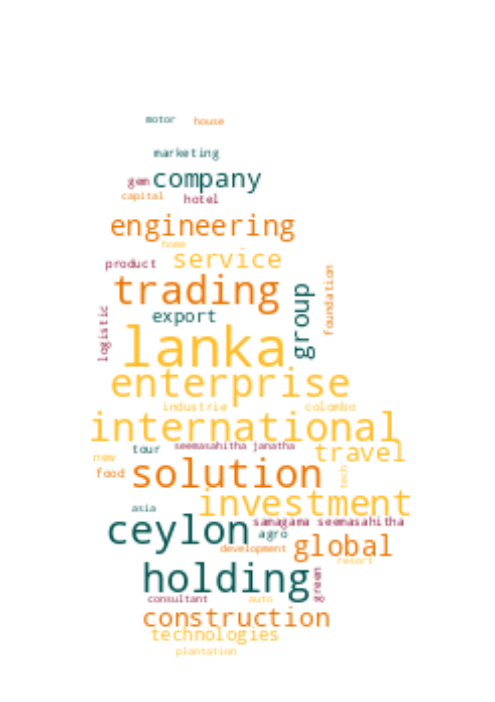 motor house
marketing
gem company
capital hotel
engineering
home
product service
trading
group
foundation
export
logistic
lanka
enterprise
industrie colombo
international
tour seemasahitha janatha
new travel
food solution
tech
investment
asia
ceylon samagama seemasahitha
agro
development global
resort
holding
green
consultant auto
construction
technologies
plantation